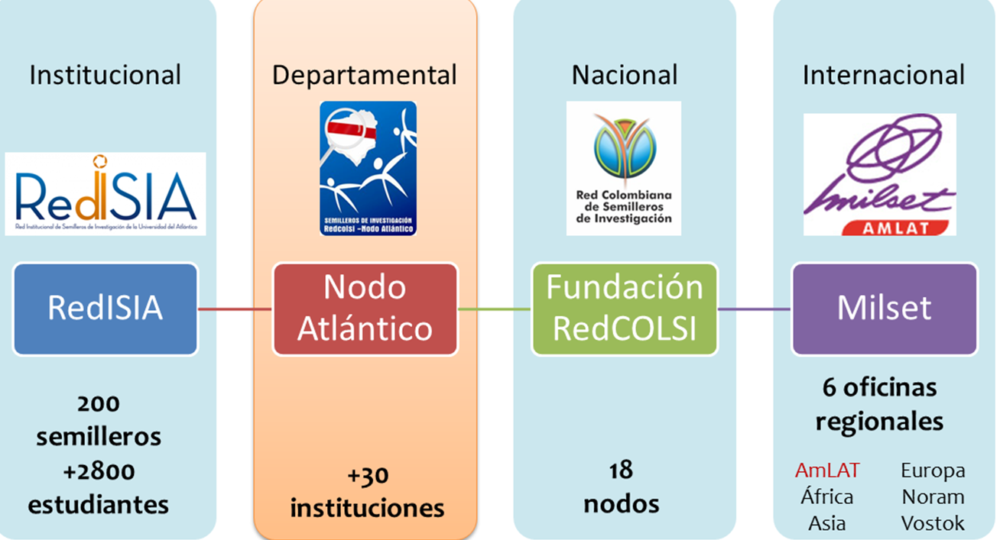 Institucional
RedISIA
Red Institucional de Semilleros de Investigación de la Universidad del Atlántico
RedISIA
200
semilleros
+2800
estudiantes
Departamental
SEMILLEROS DE INVESTIGACIÓN
Redcolsi -Nodo Atlántico
Nodo
Atlántico
+30
instituciones
Nacional
Red Colombiana
de Semilleros
de Investigación
Fundación
RedCOLSI
18
nodos
Internacional
milset
AMLAT
Milset
6 oficinas
regionales
AmLAT Europa
África Noram
Asia Vostok